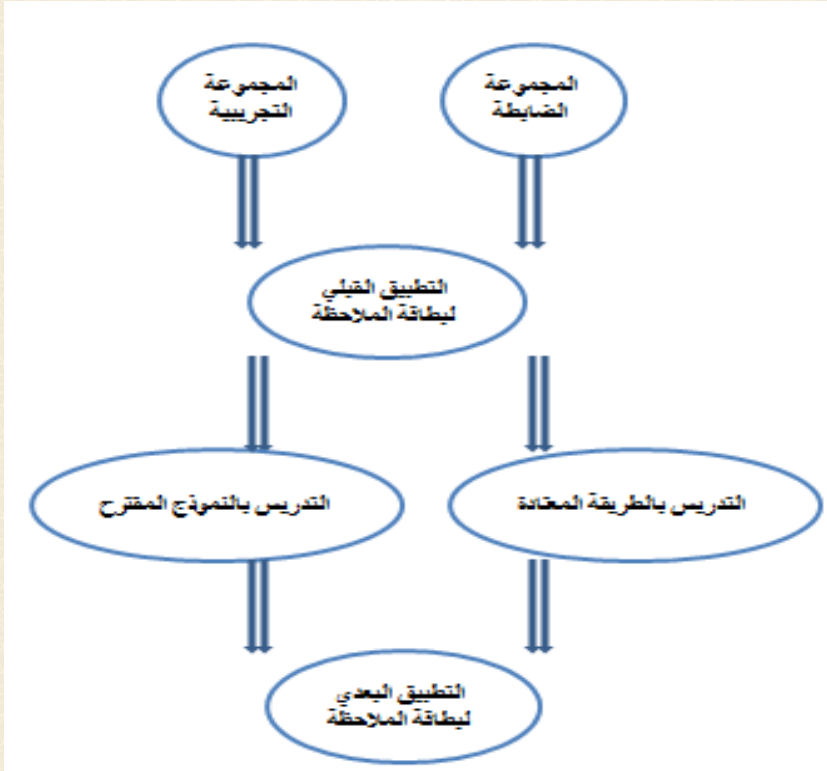 المجموعة
الضابطة
المجموعة
التجريبية
التطبيق القبلي
لبطاقة الملاحظة
التدريس بالطريقة المعتادة
التدريس بالنموذج المقترح
التطبيق البعدي
لبطاقة الملاحظة